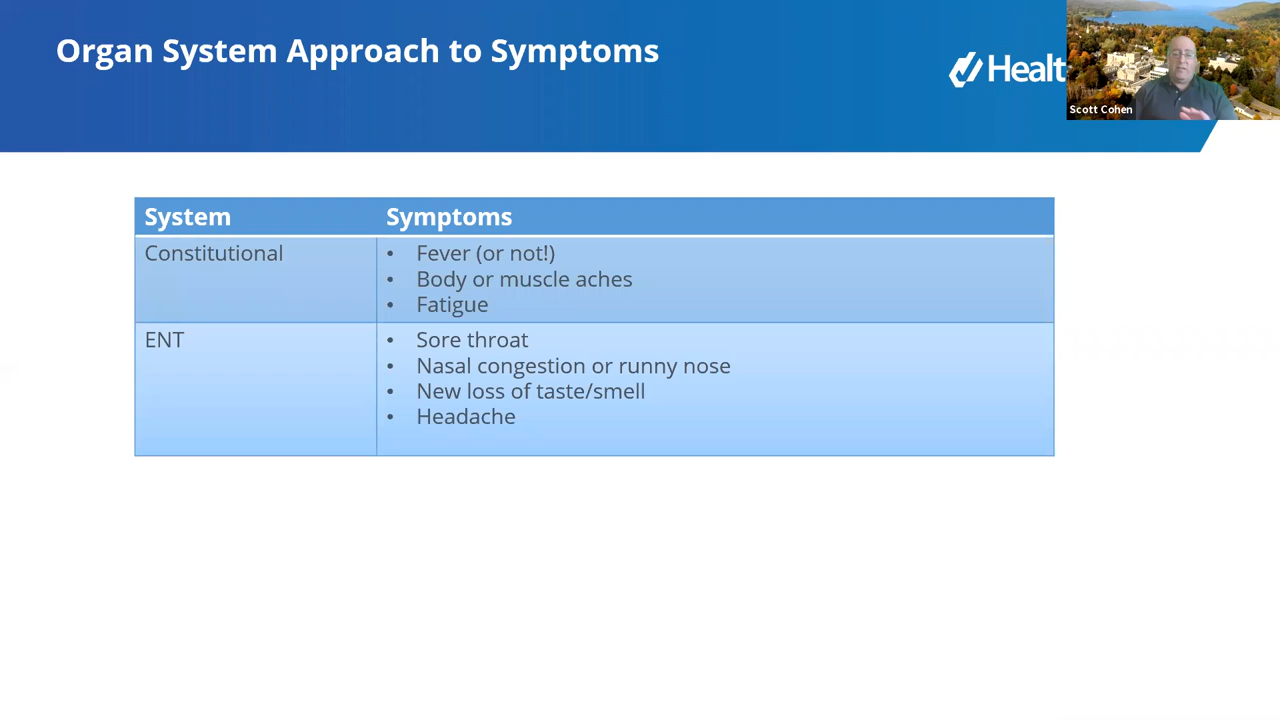 Organ System Approach to Symptoms
Scott Cohen
System Symptoms
Constitutional
• Fever (or not!)
• Body or muscle aches
• Fatigue
ENT
• Sore throat
• Nasal congestion or runny nose
• New loss of taste/smell
• Headache